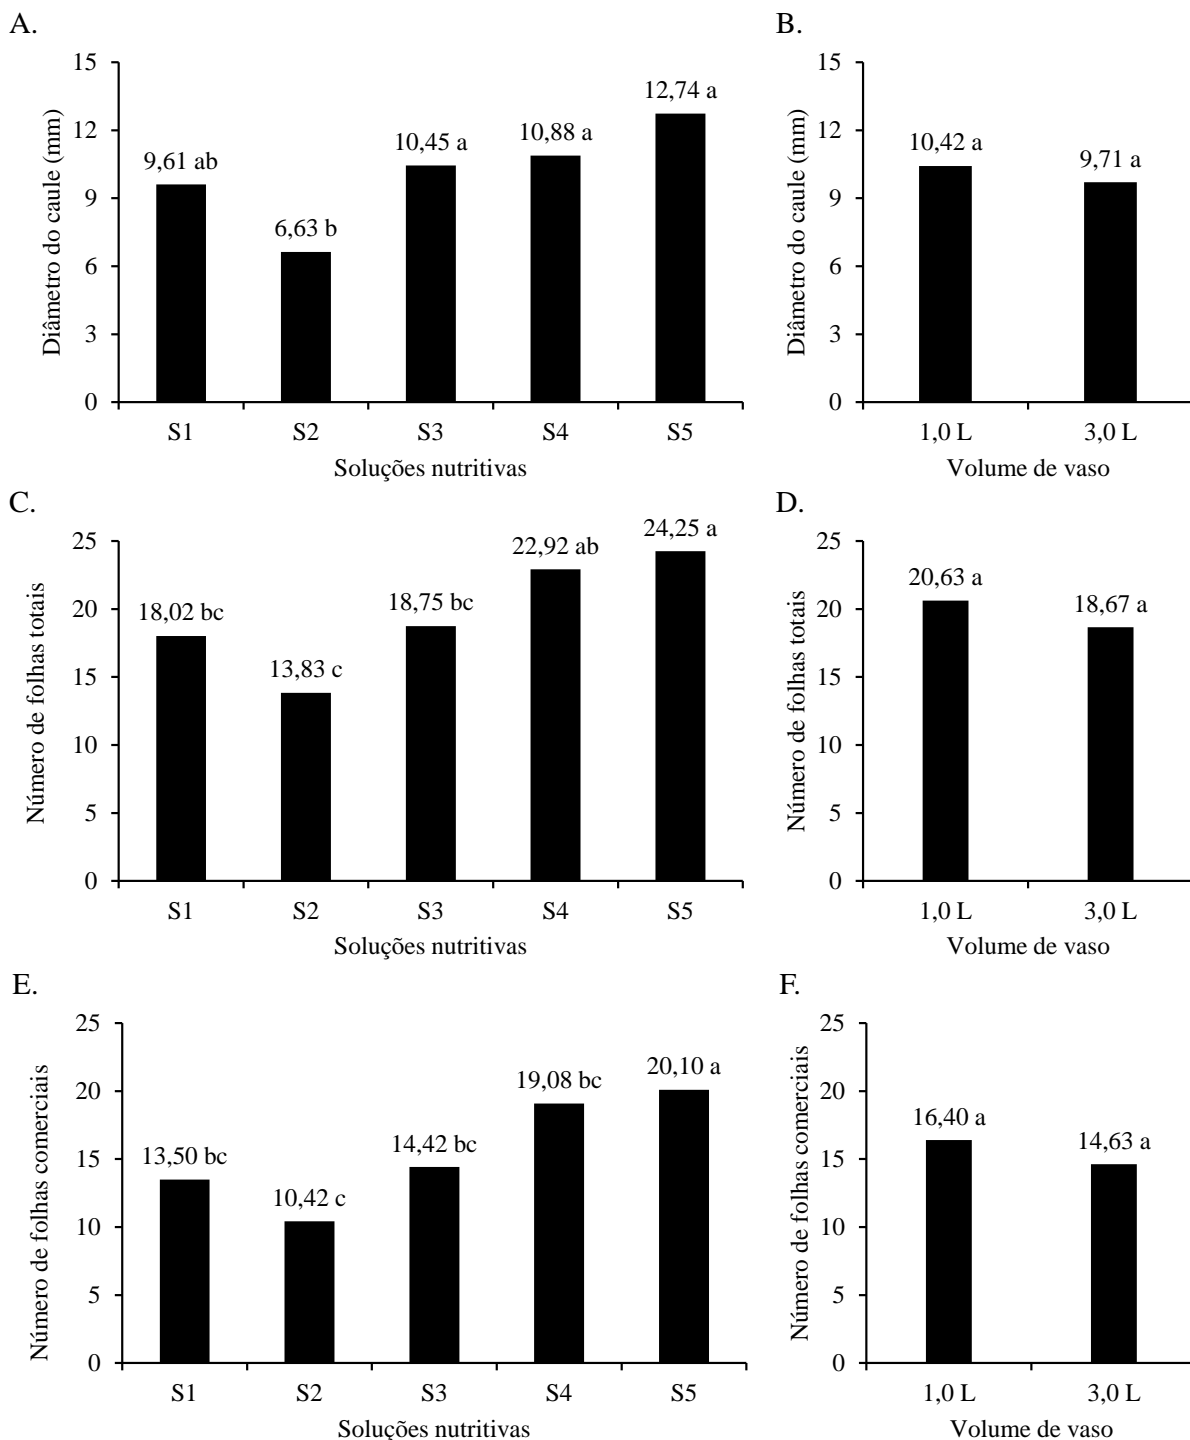 A.
Diâmetro do caule (mm)
15
12
9
6
3
0
9,61 ab
6,63 b
10,45 a
10,88 a
12,74 a
S1 S2 S3 S4 S5
Soluções nutritivas
B.
Diâmetro do caule (mm)
15
12
9
6
3
0
10,42 a
9,71 a
1,0 L 3,0 L
Volume de vaso
C.
Número de folhas totais
25
20
15
10
5
0
18,02 bc
13,83 c
18,75 bc
22,92 ab
24,25 a
S1 S2 S3 S4 S5
Soluções nutritivas
D.
Número de folhas totais
25
20
15
10
5
0
20,63 a
18,67 a
1,0 L 3,0 L
Volume de vaso
E.
Número de folhas comerciais
25
20
15
10
5
0
13,50 bc
10,42 c
14,42 bc
19,08 bc
20,10 a
S1 S2 S3 S4 S5
Soluções nutritivas
F.
Número de folhas comerciais
25
20
15
10
5
0
16,40 a
14,63 a
1,0 L 3,0 L
Volume de vaso